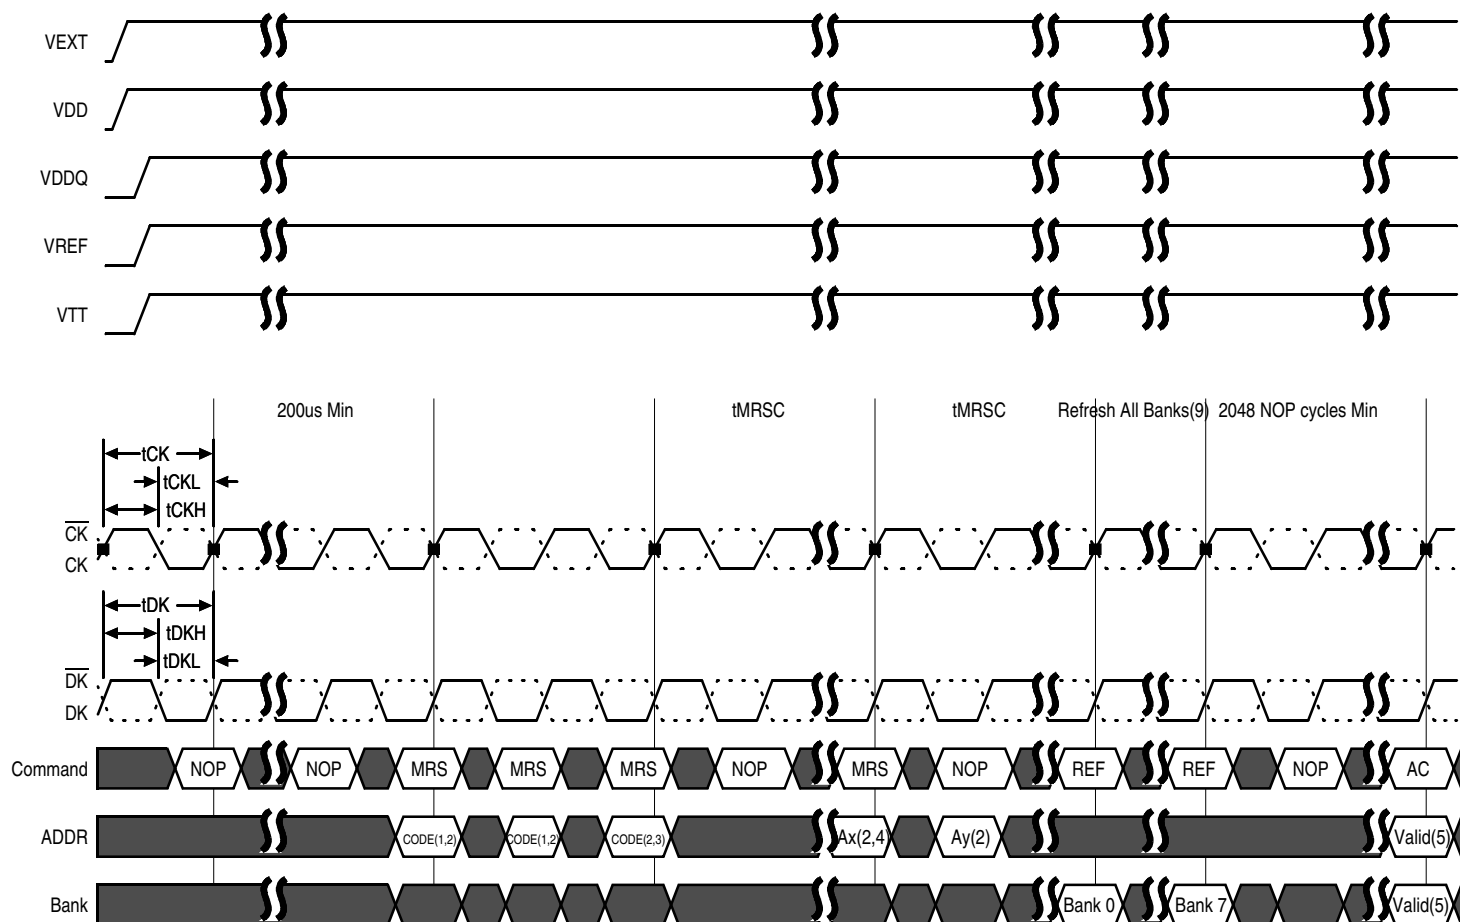 VEXT
VDD
VDDQ
VREF
VTT
200us Min tMRSC tMRSC Refresh All Banks(9) 2048 NOP cycles Min
tCK
tCKL
tCKH
CK
CK
tDK
tDKH
tDKL
DK
DK
Command NOP NOP MRS MRS MRS NOP MRS NOP REF REF NOP AC
ADDR CODE(1,2) CODE(1,2) CODE(2,3) Ax(2,4) Ay(2) Valid(5)
Bank Bank 0 Bank 7 Valid(5)